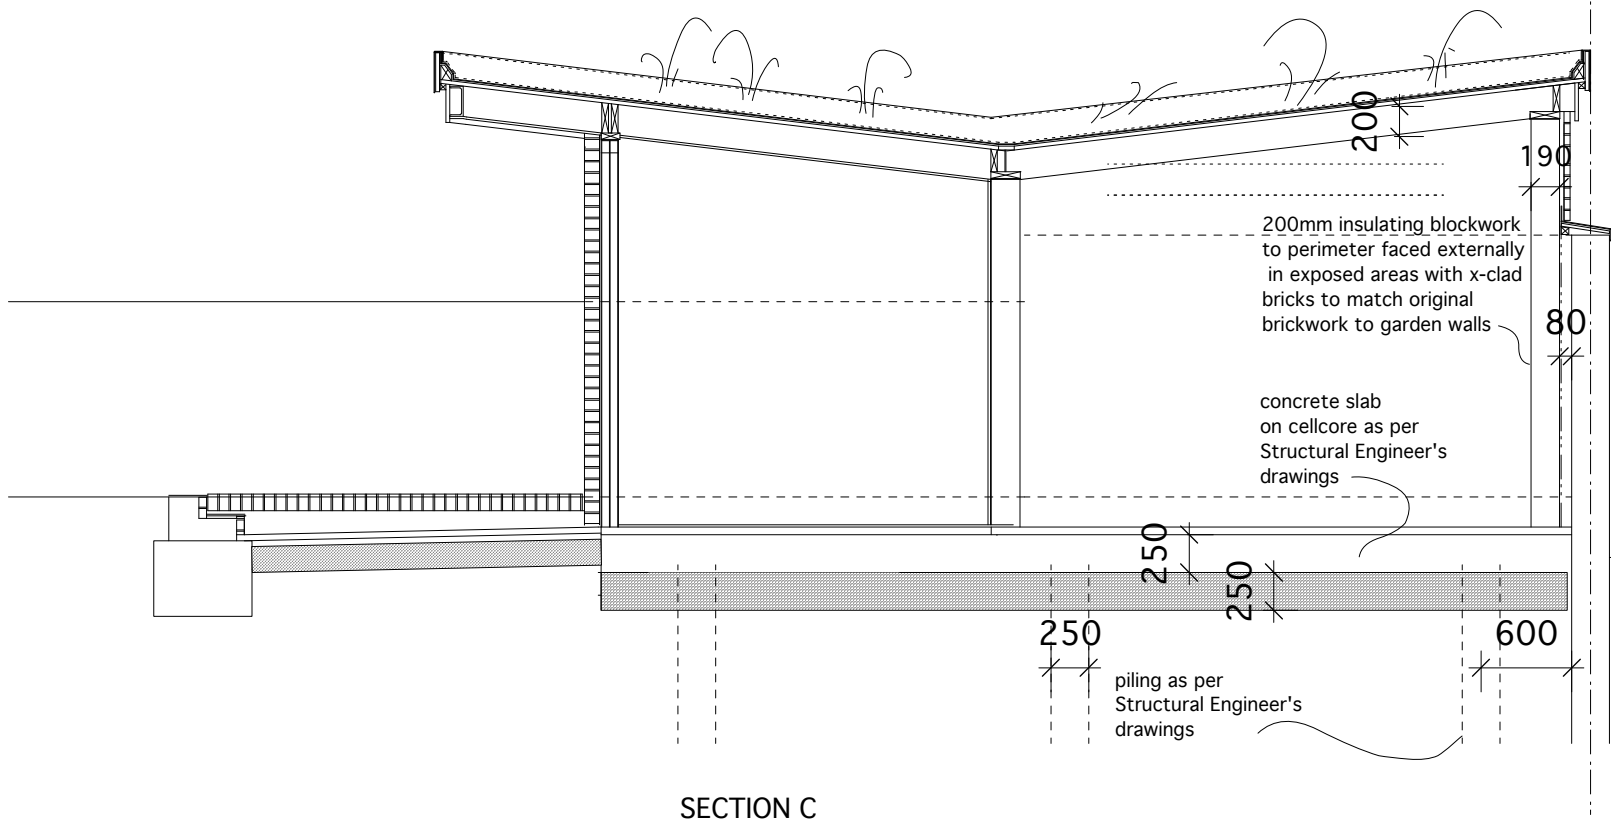 200
190
200mm insulating blockwork
to perimeter faced externally
in exposed areas with x-clad
bricks to match original
brickwork to garden walls
80
concrete slab
on cellcore as per
Structural Engineer's
drawings
250
250
250
600
piling as per
Structural Engineer's
drawings
SECTION C